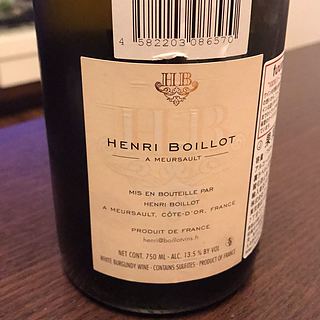 4 582203 086570
HB
HENRI BOILLOT
A MEURSAULT
MIS EN BOUTEILLE PAR
HENRI BOILLOT
A MEURSAULT, CÔTE-D'OR, FRANCE
PRODUIT DE FRANCE
henri@boillotvins.fr
NET CONT. 750 ML - ALC. 13.5 % BY VOL
WHITE BURGUNDY WINE - CONTAINS SULFITES - PRODUCT OF FRANCE